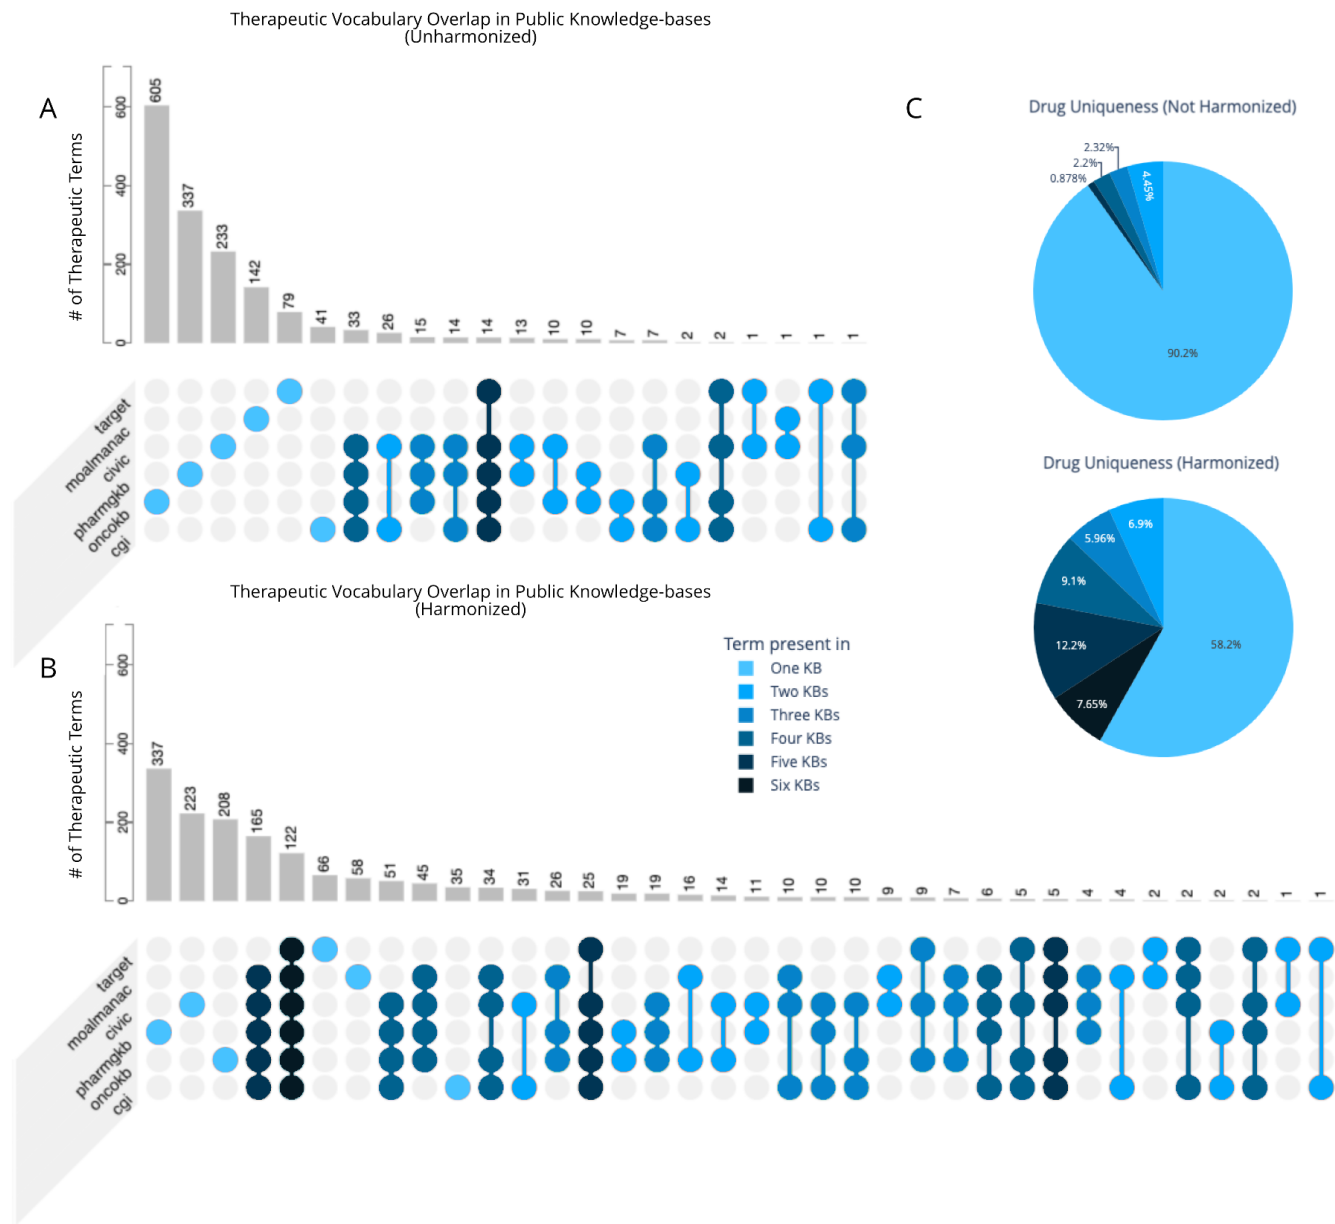 Therapeutic Vocabulary Overlap in Public Knowledge-bases
(Unharmonized)
A
# of Therapeutic Terms
0
200
400
600
605
337
233
142
79
41
33
26
15
14
14
13
10
10
7
7
2
2
1
1
1
1
target
moalmanac
civic
pharmgkb
oncokb
cgi
Therapeutic Vocabulary Overlap in Public Knowledge-bases
(Harmonized)
B
# of Therapeutic Terms
0
200
400
600
337
223
208
165
122
66
58
51
45
35
34
31
26
25
19
19
16
14
11
10
10
10
9
9
7
6
5
5
4
4
2
2
2
2
1
1
target
moalmanac
civic
pharmgkb
oncokb
cgi
Term present in
One KB
Two KBs
Three KBs
Four KBs
Five KBs
Six KBs
C
Drug Uniqueness (Not Harmonized)
2.32%
2.2%
0.878%
4.45%
90.2%
Drug Uniqueness (Harmonized)
6.9%
5.96%
9.1%
12.2%
7.65%
58.2%